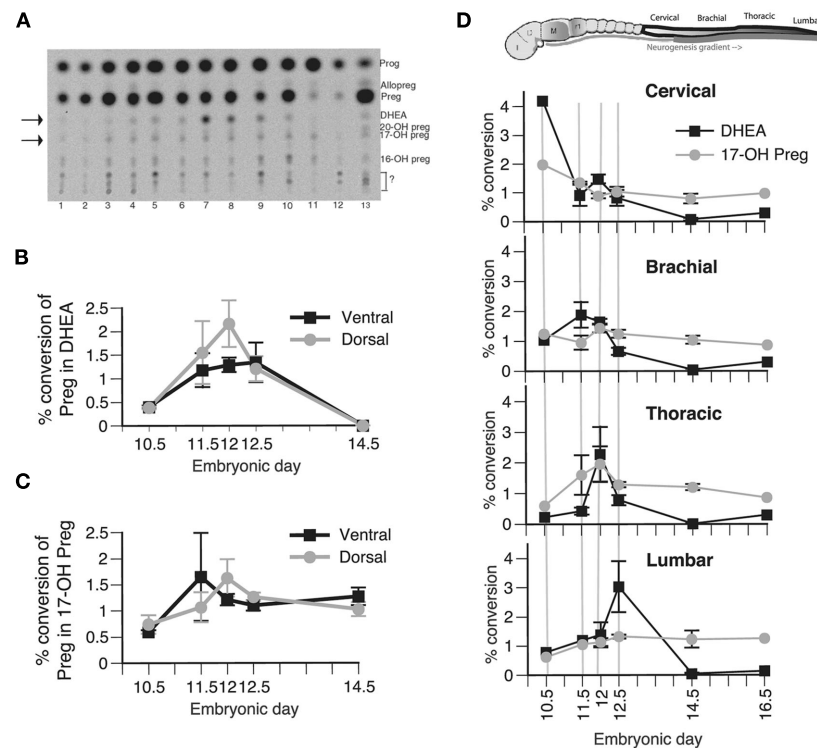 A
Prog
Allopreg
Preg
DHEA
20-OH preg
17-OH preg
16-OH preg
?
1 2 3 4 5 6 7 8 9 10 11 12 13
B
% conversion of
Preg in DHEA
2.5
2
1.5
1
0.5
0
Ventral
Dorsal
10.5 11.5 12 12.5 14.5
Embryonic day
C
% conversion of
Preg in 17-OH Preg
2.5
2
1.5
1
0.5
0
Ventral
Dorsal
10.5 11.5 12 12.5 14.5
Embryonic day
D
M r1
Cervical Brachial Thoracic Lumba
Neurogenesis gradient -->
Cervical
% conversion
4
3
2
1
0
DHEA
17-OH Preg
Brachial
% conversion
4
3
2
1
0
Thoracic
% conversion
4
3
2
1
0
Lumbar
% conversion
4
3
2
1
0
10.5 11.5 12 12.5 14.5 16.5
Embryonic day